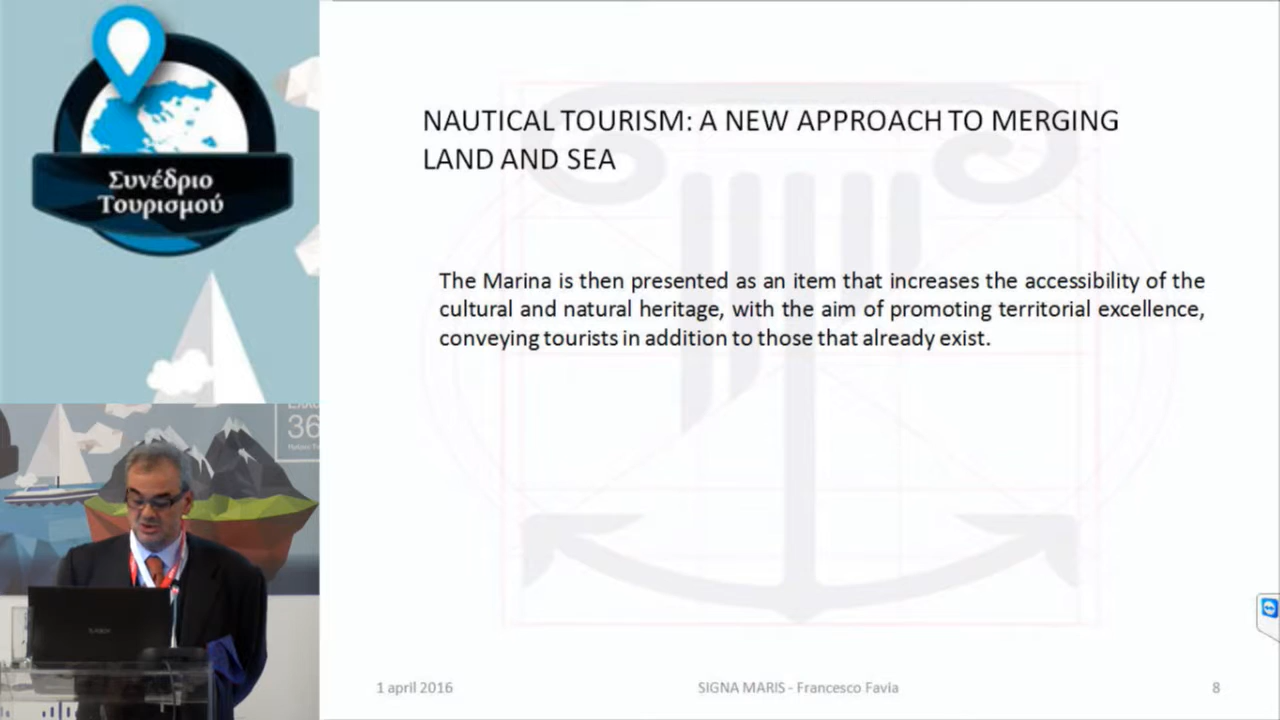 Συνέδριο
Τουρισμού
NAUTICAL TOURISM: A NEW APPROACH TO MERGING
LAND AND SEA
The Marina is then presented as an item that increases the accessibility of the
cultural and natural heritage, with the aim of promoting territorial excellence,
conveying tourists in addition to those that already exist.
36
1 april 2016
SIGNA MARIS - Francesco Favia
8